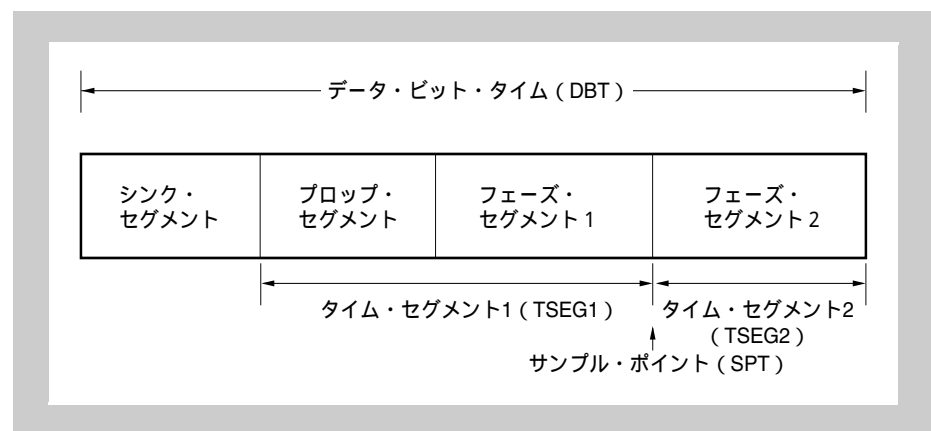 データ・ビット・タイム（DBT）
シンク・
セグメント
プロップ・
セグメント
フェーズ・
セグメント1
フェーズ・
セグメント2
タイム・セグメント1（TSEG1）
タイム・セグメント2
（TSEG2）
サンプル・ポイント（SPT）